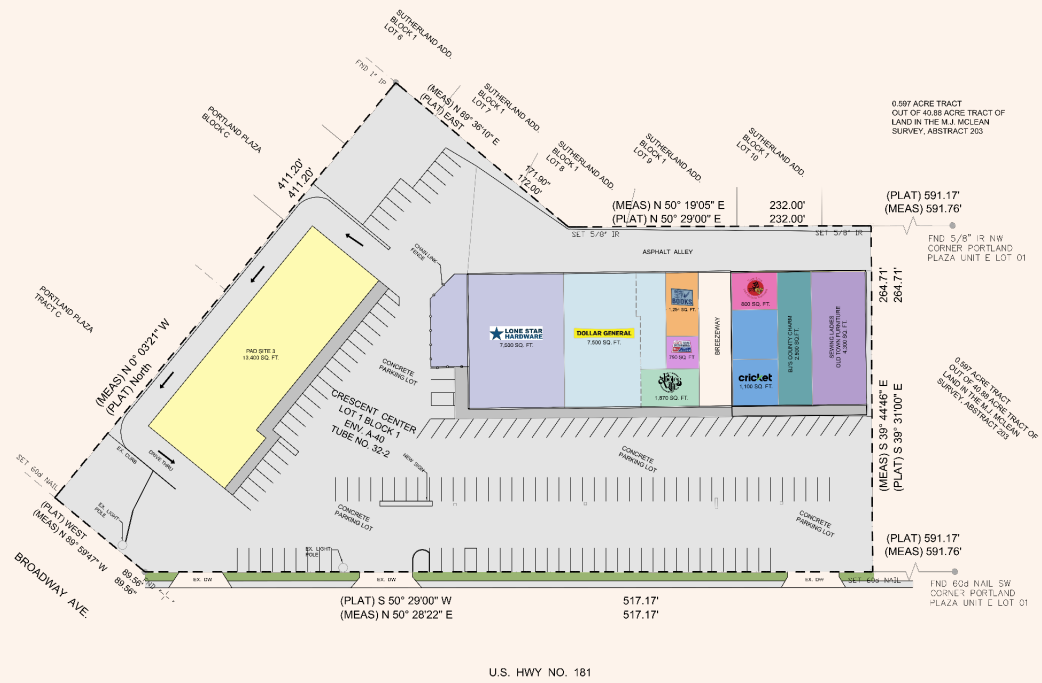 SUTHERLAND ADD.
BLOCK 1
LOT 6
FND 1" IP
(MEAS) N 89° 36'10" E
(PLAT) EAST
SUTHERLAND ADD.
BLOCK 1
LOT 7
171.90'
172.00'
SUTHERLAND ADD.
BLOCK 1
LOT 8
SUTHERLAND ADD.
BLOCK 1
LOT 9
SUTHERLAND ADD.
BLOCK 1
LOT 10
0.597 ACRE TRACT
OUT OF 40.88 ACRE TRACT OF
LAND IN THE M.J. MCLEAN
SURVEY, ABSTRACT 203
PORTLAND PLAZA
BLOCK C
411.20'
411.20'
(MEAS) N 50° 19'05" E 232.00'
(PLAT) N 50° 29'00" E 232.00'
(PLAT) 591.17'
(MEAS) 591.76'
SET 5/8" IR
SET 5/8" IR
FND 5/8" IR NW
CORNER PORTLAND
PLAZA UNIT E LOT 01
ASPHALT ALLEY
CHAIN LINK
FENCE
264.71'
264.71'
PORTLAND PLAZA
TRACT C
(MEAS) N 0° 03'21" W
(PLAT) North
PAD SITE 3
13,400 SQ. FT.
LONE STAR
HARDWARE
7,500 SQ. FT.
DOLLAR GENERAL
7,500 SQ. FT.
BOOKS
1,870 SQ. FT.
BREEZEWAY
800 SQ. FT.
cricket
1,100 SQ. FT.
BJ'S COUNTY CHARM
2,500 SQ. FT.
SEWING LADIES
OLD TOWN FURNITURE
4,300 SQ. FT.
CONCRETE
PARKING LOT
CRESCENT CENTER
LOT 1 BLOCK 1
ENV. A-40
TUBE NO. 32-2
(MEAS) S 39° 44'46" E
(PLAT) S 39° 31'00" E
0.597 ACRE TRACT
OUT OF 40.88 ACRE TRACT OF
LAND IN THE M.J. MCLEAN
SURVEY, ABSTRACT 203
DRIVE THRU
EX. CURB
NEW SIGN
CONCRETE
PARKING LOT
SET 60d NAIL
EX. LIGHT
POLE
CONCRETE
PARKING LOT
CONCRETE
PARKING LOT
(PLAT) WEST 89.56'
(MEAS) N 89° 59'47" W 89.56'
BROADWAY AVE.
EX. LIGHT
POLE
EX. DW
EX. DW
EX. DW
SET 60d NAIL
(PLAT) 591.17'
(MEAS) 591.76'
FND 60d NAIL SW
CORNER PORTLAND
PLAZA UNIT E LOT 01
(PLAT) S 50° 29'00" W 517.17'
(MEAS) N 50° 28'22" E 517.17'
U.S. HWY NO. 181